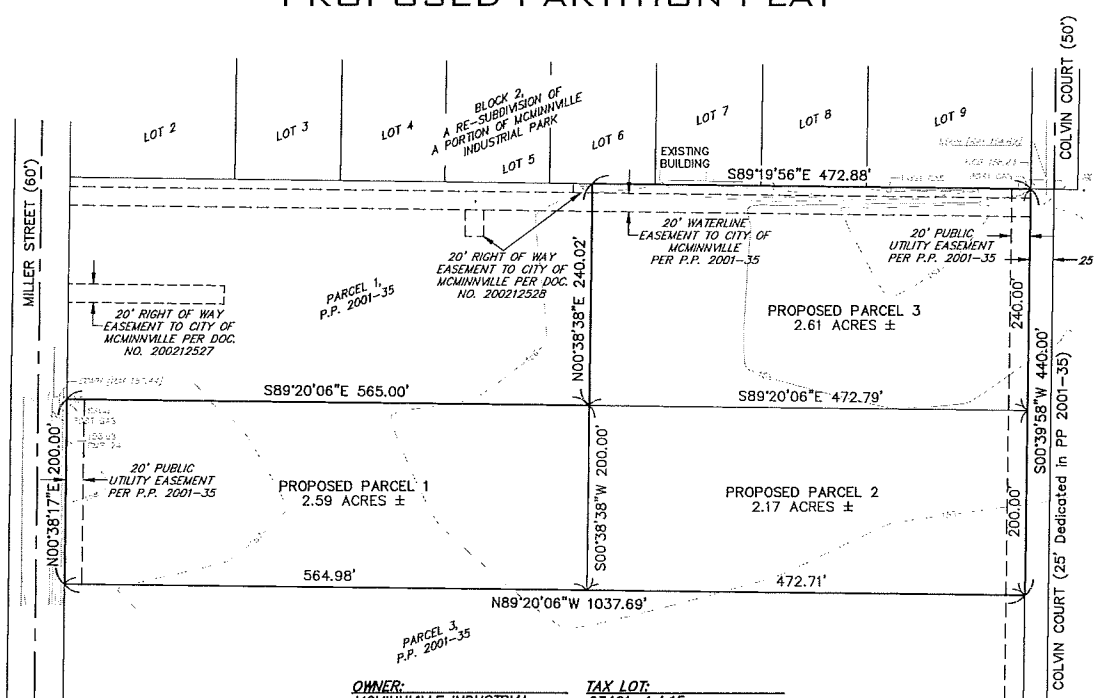 PROPOSED PARTITION PLAT
COLVIN COURT (50')
MILLER STREET (60')
LOT 2
LOT 3
LOT 4
BLOCK 2,
A RE-SUBDIVISION OF
A PORTION OF MCMINNVILLE
INDUSTRIAL PARK
LOT 5
LOT 6
LOT 7
LOT 8
LOT 9
EXISTING
BUILDING
S89°19'56"E 472.88'
20' RIGHT OF WAY
EASEMENT TO CITY OF
MCMINNVILLE PER DOC.
NO. 200212528
20' WATERLINE
EASEMENT TO CITY OF
MCMINNVILLE
PER P.P. 2001-35
20' PUBLIC
UTILITY EASEMENT
PER P.P. 2001-35
25
20' RIGHT OF WAY
EASEMENT TO CITY OF
MCMINNVILLE PER DOC.
NO. 200212527
PARCEL 1,
P.P. 2001-35
N00°38'38"E 240.02'
PROPOSED PARCEL 3
2.61 ACRES ±
240.00'
S00°39'58"W 440.00'
S89°20'06"E 565.00'
S89°20'06"E 472.79'
N00°38'17"E 200.00'
20' PUBLIC
UTILITY EASEMENT
PER P.P. 2001-35
PROPOSED PARCEL 1
2.59 ACRES ±
S00°38'38"W 200.00'
PROPOSED PARCEL 2
2.17 ACRES ±
200.00'
COLVIN COURT (25' Dedicated in PP 2001-35)
564.98'
472.71'
N89°20'06"W 1037.69'
PARCEL 3,
P.P. 2001-35
OWNER:
TAX LOT:
MCMINNVILLE INDUSTRIAL